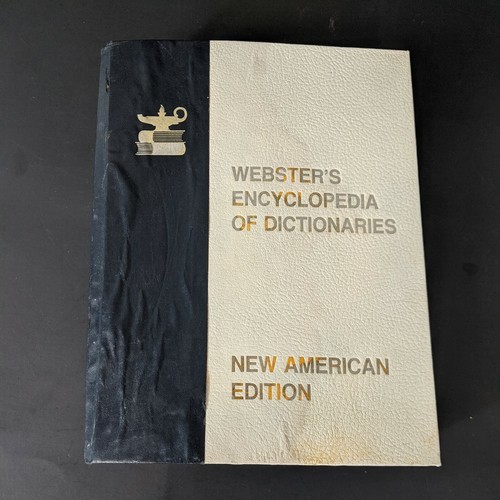 WEBSTER'S
ENCYCLOPEDIA
OF DICTIONARIES
NEW AMERICAN
EDITION